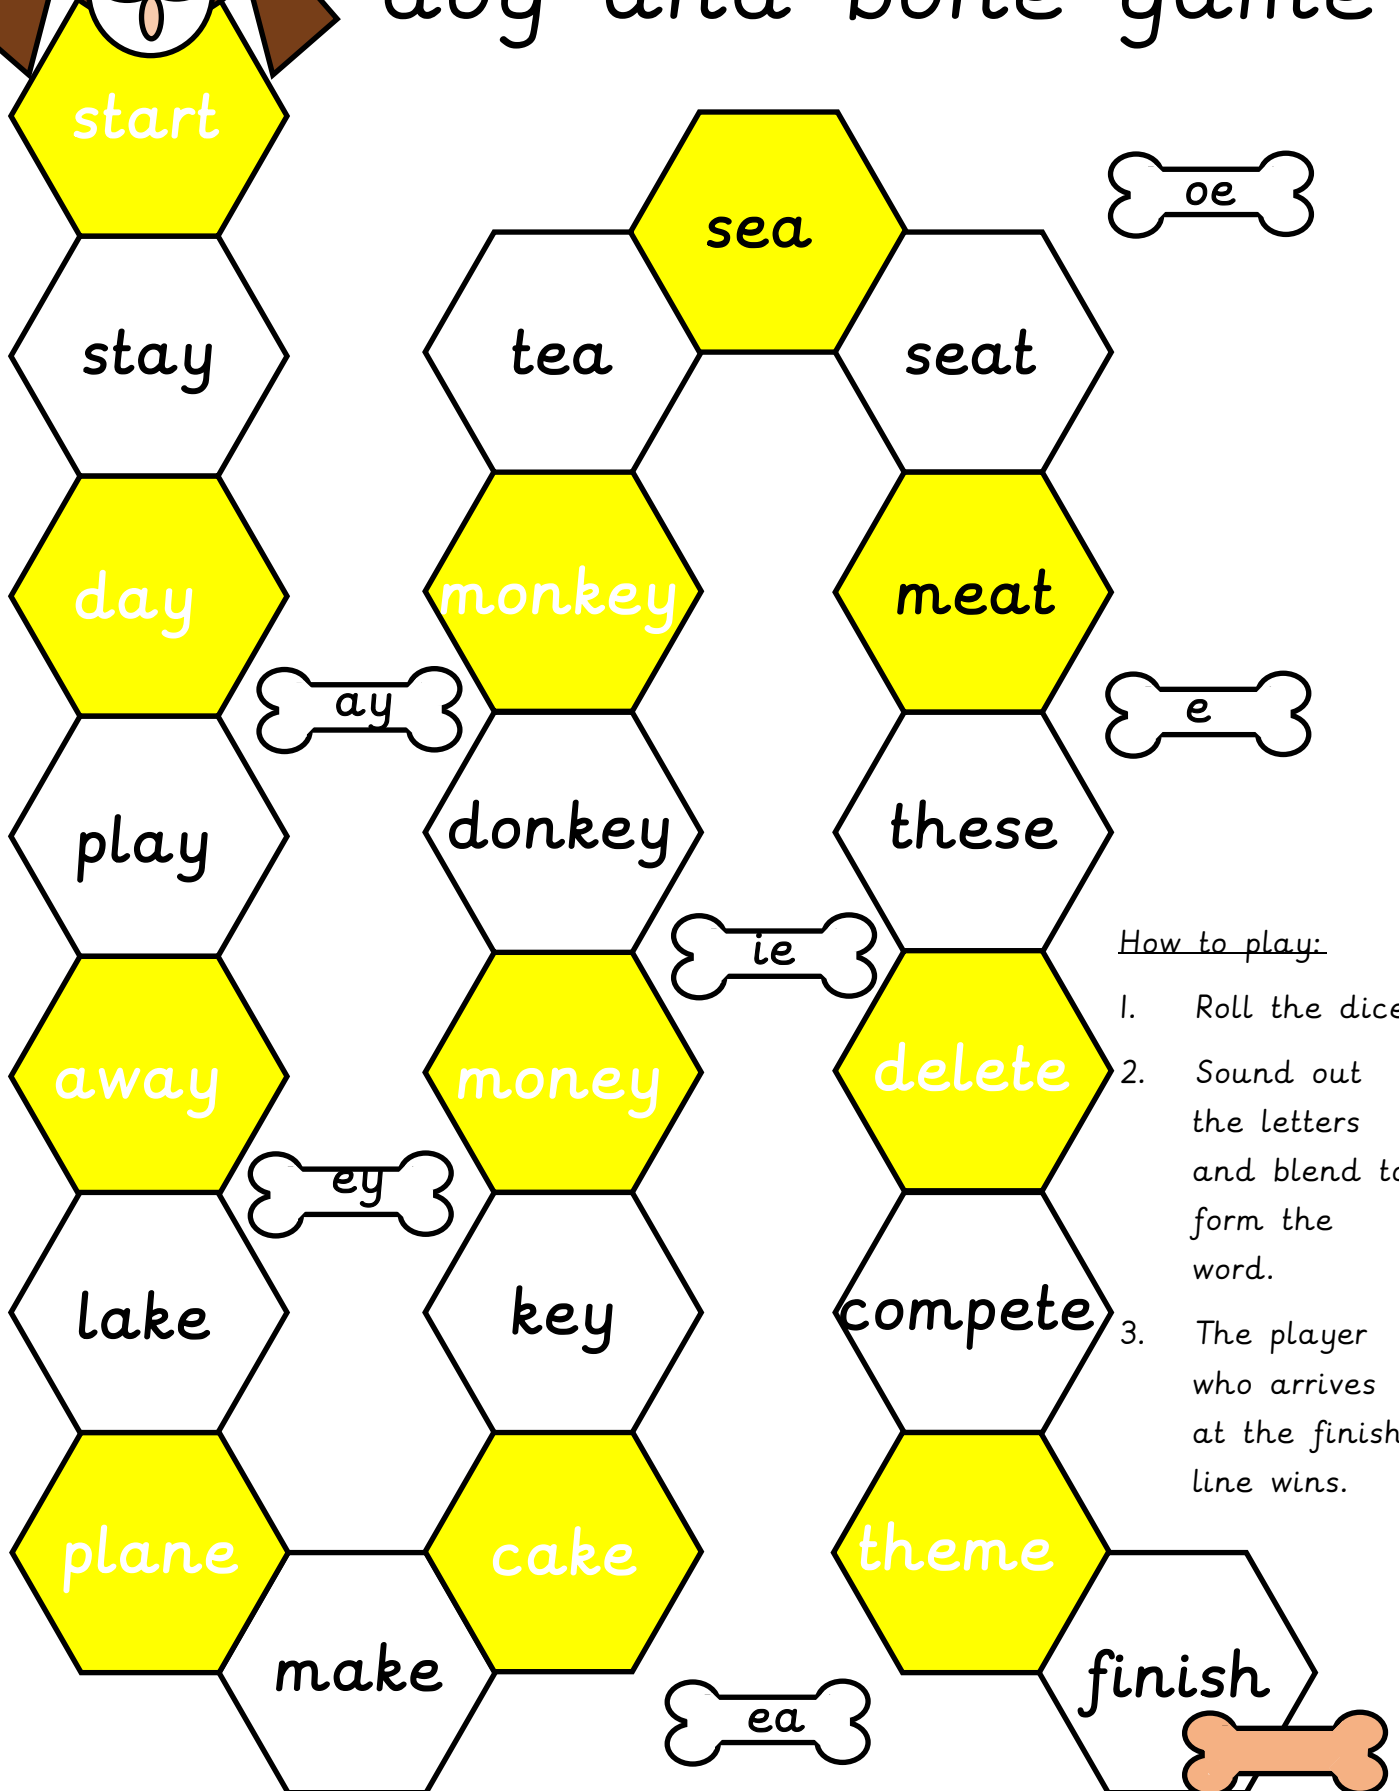 dog and bone game
start
stay
day
play
away
lake
plane
make
cake
key
money
donkey
monkey
tea
sea
seat
meat
these
delete
compete
theme
finish
oe
ay
e
ie
ey
ea
How to play:
1. Roll the dice
2. Sound out
the letters
and blend to
form the
word.
3. The player
who arrives
at the finish
line wins.